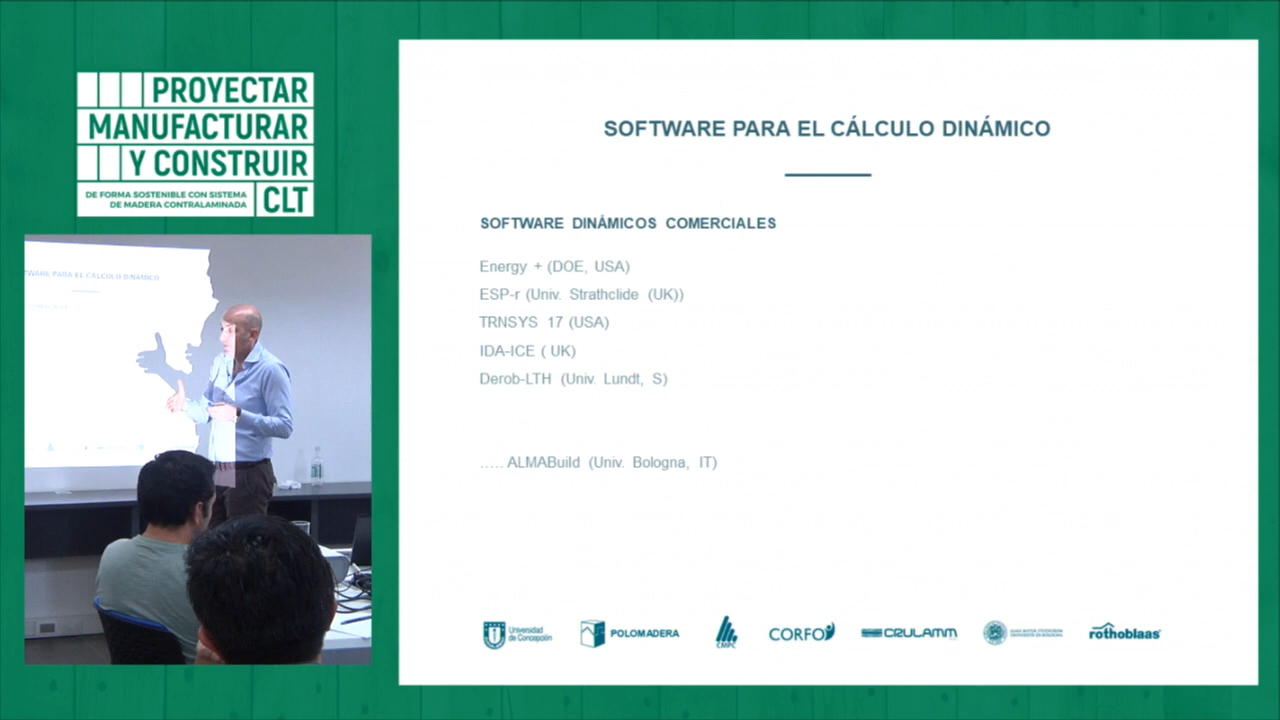 PROYECTAR
MANUFACTURAR
Y CONSTRUIR
DE FORMA SOSTENIBLE CON SISTEMA
DE MADERA CONTRALAMINADA
CLT
SOFTWARE PARA EL CÁLCULO DINÁMICO
SOFTWARE DINÁMICOS COMERCIALES
Energy + (DOE, USA)
ESP-r (Univ. Strathclide (UK))
TRNSYS 17 (USA)
IDA-ICE ( UK)
Derob-LTH (Univ. Lundt, S)
..... ALMABuild (Univ. Bologna, IT)
Universidad
de Concepción
POLOMADERA
CMPC
CORFO
CRULAMM
rothoblaas